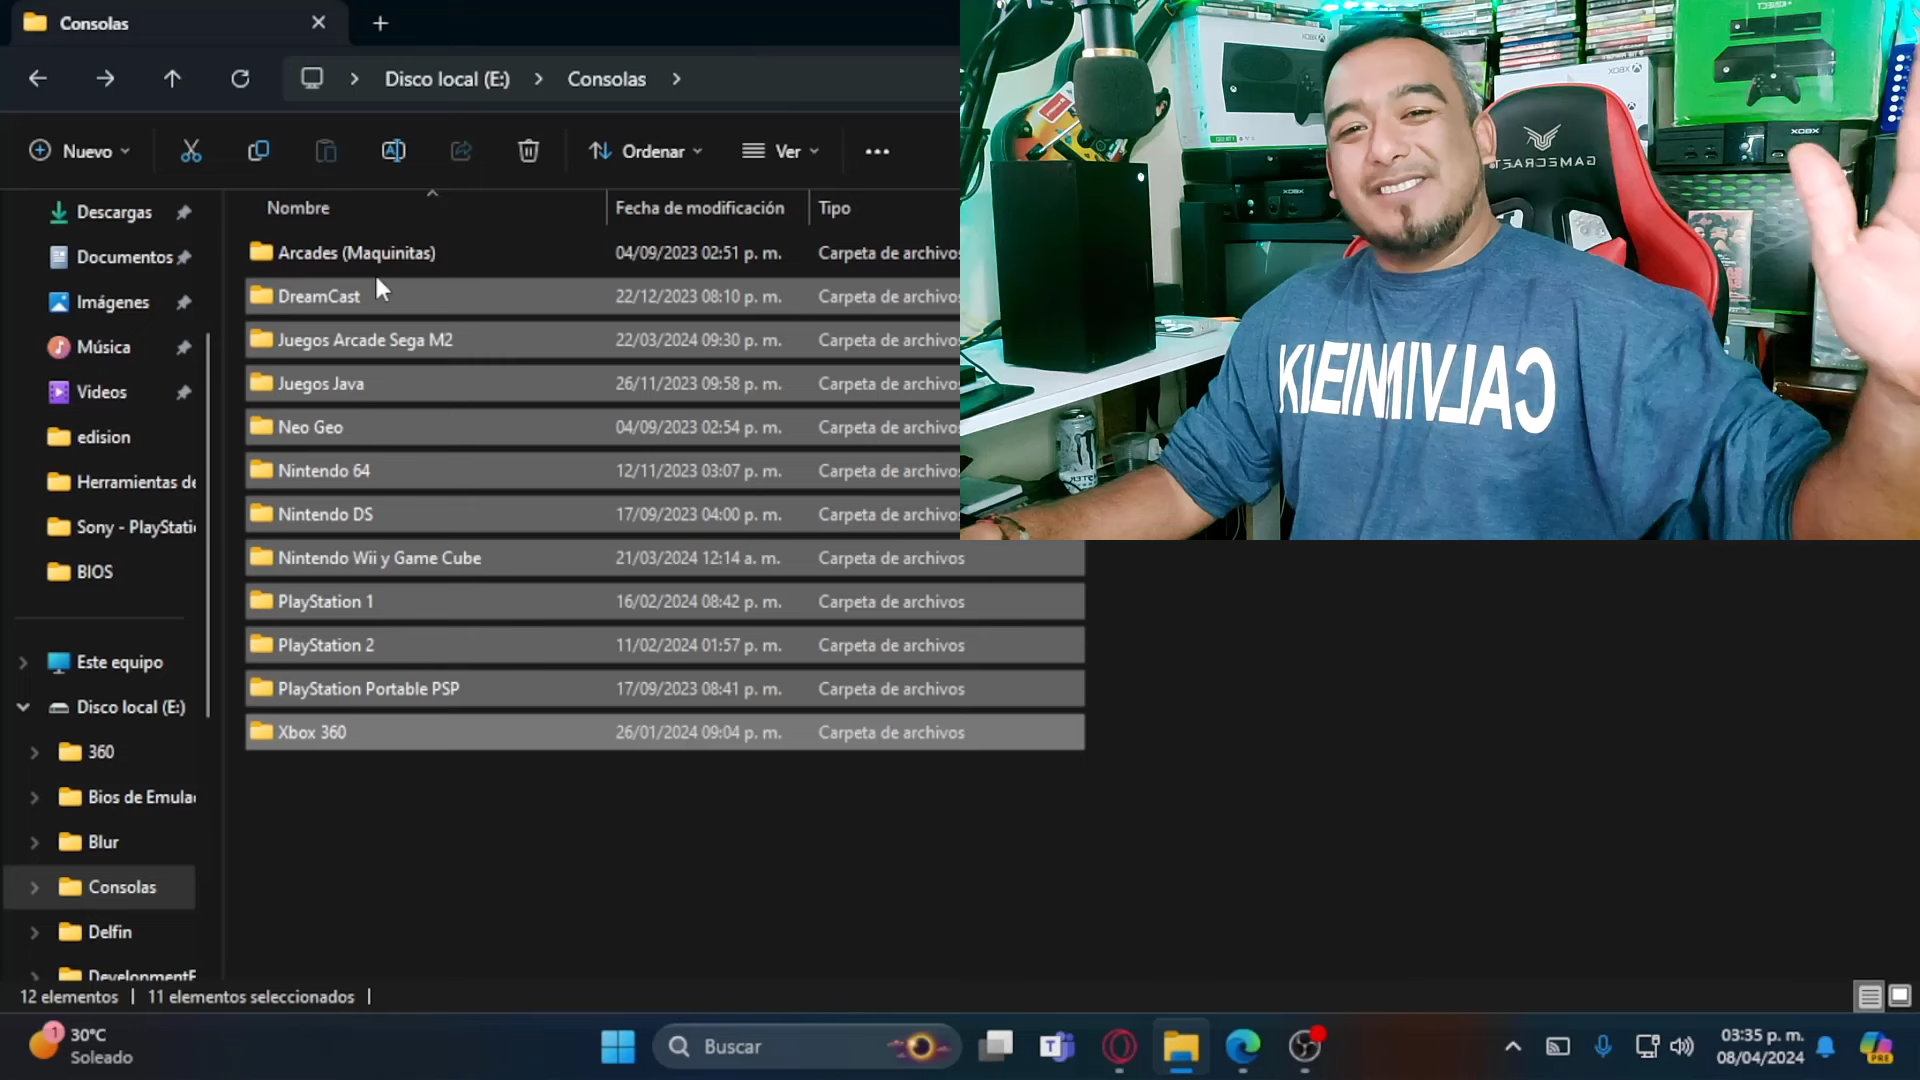 Consolas
Disco local (E:)
Consolas
Nuevo
Ordenar
Ver
Nombre
Fecha de modificación
Tipo
Descargas
Documentos
Imágenes
Música
Videos
edision
Herramientas de
Sony - PlayStati
BIOS
Este equipo
Disco local (E:)
360
Bios de Emula
Blur
Consolas
Delfin
Arcades (Maquinitas) 04/09/2023 02:51 p. m. Carpeta de archivos
DreamCast 22/12/2023 08:10 p. m. Carpeta de archivos
Juegos Arcade Sega M2 22/03/2024 09:30 p. m. Carpeta de archivos
Juegos Java 26/11/2023 09:58 p. m. Carpeta de archivos
Neo Geo 04/09/2023 02:54 p. m. Carpeta de archivos
Nintendo 64 12/11/2023 03:07 p. m. Carpeta de archivos
Nintendo DS 17/09/2023 04:00 p. m. Carpeta de archivos
Nintendo Wii y Game Cube 21/03/2024 12:14 a. m. Carpeta de archivos
PlayStation 1 16/02/2024 08:42 p. m. Carpeta de archivos
PlayStation 2 11/02/2024 01:57 p. m. Carpeta de archivos
PlayStation Portable PSP 17/09/2023 08:41 p. m. Carpeta de archivos
Xbox 360 26/01/2024 09:04 p. m. Carpeta de archivos
XBOX
XBOX
KINECT
XBOX
XBOX
GAMECRAFT
CALVIN KLEIN
12 elementos | 11 elementos seleccionados |
1
30°C
Soleado
Buscar
T
03:35 p. m.
08/04/2024
PRE